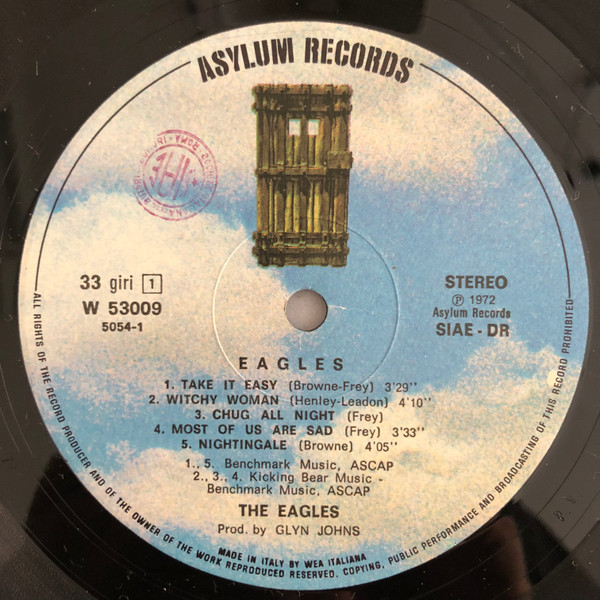 ASYLUM RECORDS
33 giri 1
W 53009
5054-1
STEREO
Ⓟ 1972
Asylum Records
SIAE - DR
EAGLES
1. TAKE IT EASY (Browne-Frey) 3'29''
2. WITCHY WOMAN (Henley-Leadon) 4'10''
3. CHUG ALL NIGHT (Frey)
4. MOST OF US ARE SAD (Frey) 3'33''
5. NIGHTINGALE (Browne) 4'05''
1., 5. Benchmark Music, ASCAP
2., 3., 4. Kicking Bear Music -
Benchmark Music, ASCAP
THE EAGLES
Prod. by GLYN JOHNS
MADE IN ITALY BY WEA ITALIANA
ALL RIGHTS OF THE RECORD PRODUCER AND OF THE OWNER OF THE WORK REPRODUCED RESERVED. COPYING, PUBLIC PERFORMANCE AND BROADCASTING OF THIS RECORD PROHIBITED